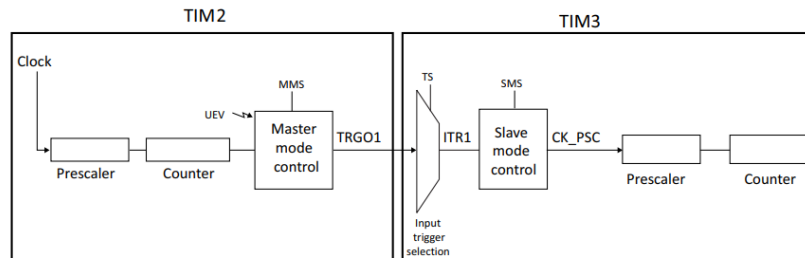 TIM2
TIM3
Clock
MMS
TS
SMS
UEV
Master
mode
control
TRGO1
ITR1
Slave
mode
control
CK_PSC
Prescaler
Counter
Prescaler
Counter
Input
trigger
selection